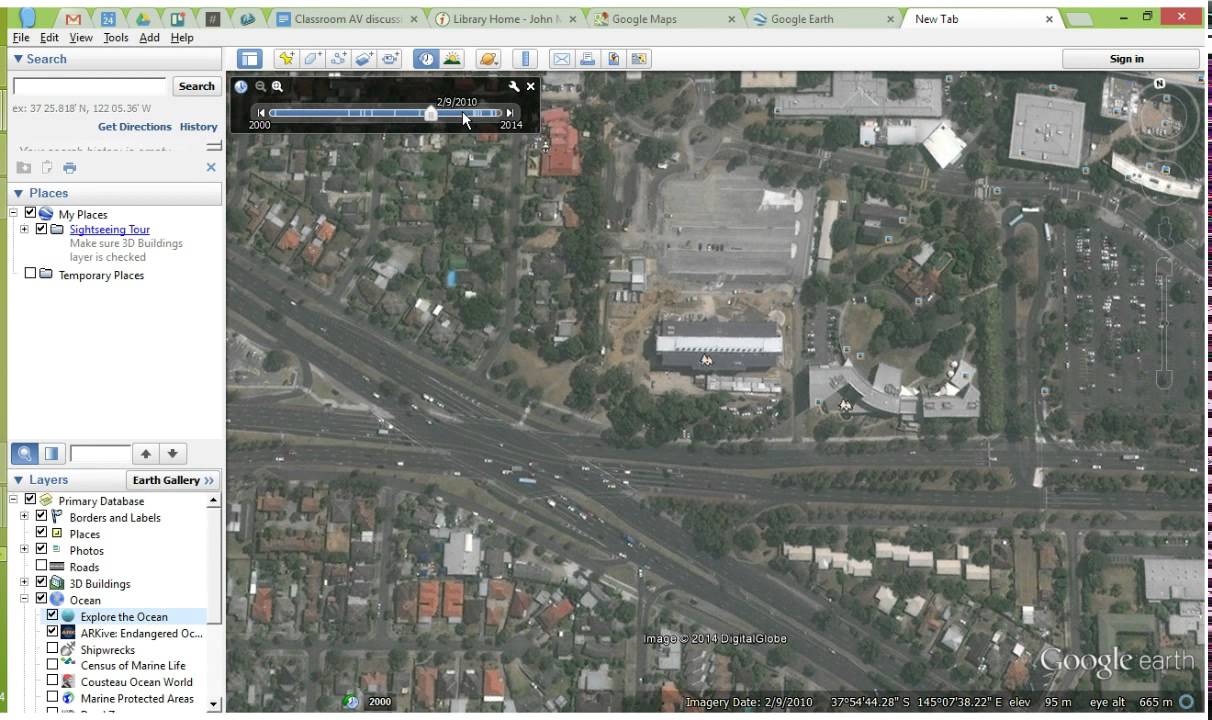 Classroom AV discuss
Library Home - John M
Google Maps
Google Earth
New Tab
File Edit View Tools Add Help
Search
Sign in
Search
ex: 37 25.818' N, 122 05.36' W
Get Directions History
2/9/2010
2000 2014
Places
My Places
Sightseeing Tour
Make sure 3D Buildings
layer is checked
Temporary Places
Layers
Earth Gallery >>
Primary Database
Borders and Labels
Places
Photos
Roads
3D Buildings
Ocean
Explore the Ocean
ARKive: Endangered Oc...
Shipwrecks
Census of Marine Life
Cousteau Ocean World
Marine Protected Areas
N
Image © 2014 DigitalGlobe
Google earth
2000
Imagery Date: 2/9/2010 37°54'44.28" S 145°07'38.22" E elev 95 m eye alt 665 m